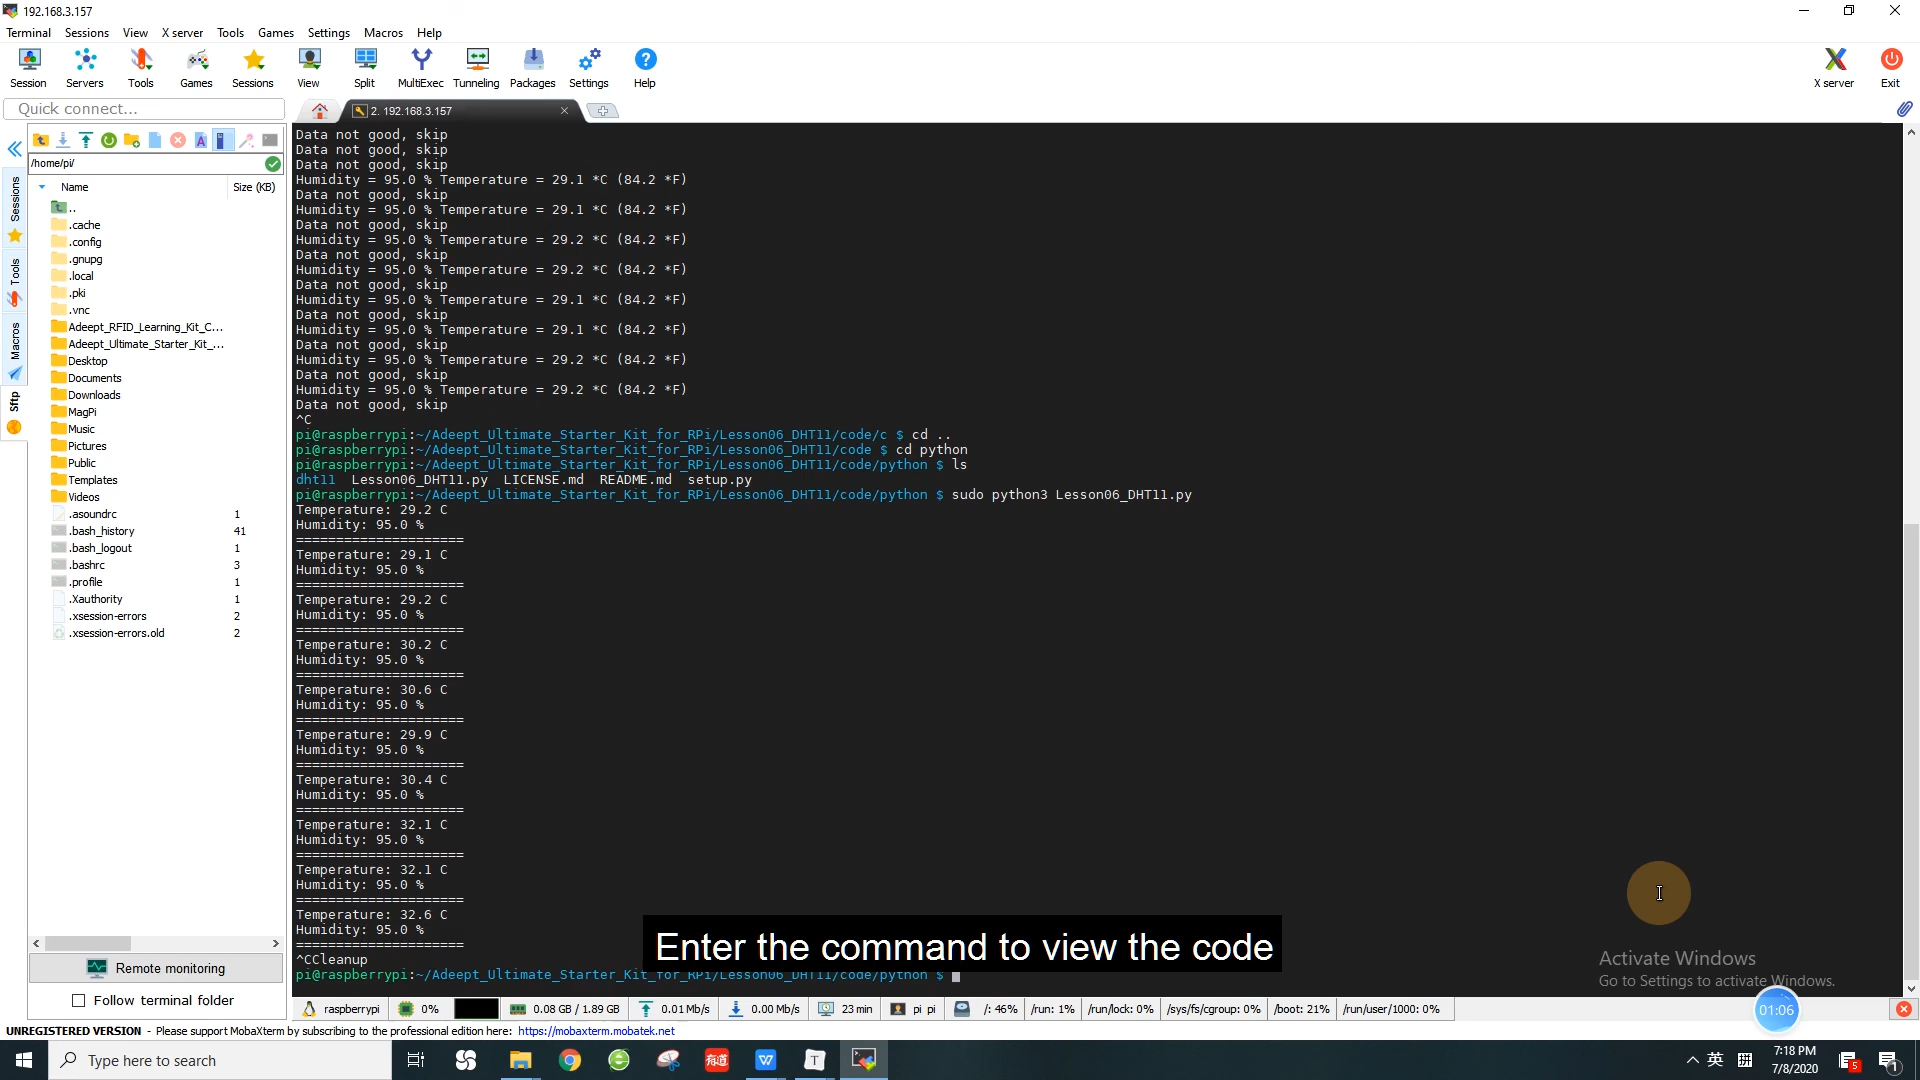 192.168.3.157
Terminal Sessions View X server Tools Games Settings Macros Help
Session Servers Tools Games Sessions View Split MultiExec Tunneling Packages Settings Help X server Exit
Quick connect...
2. 192.168.3.157
/home/pi/
Name Size (KB)
..
.cache
.config
.gnupg
.local
.pki
.vnc
Adeept_RFID_Learning_Kit_C...
Adeept_Ultimate_Starter_Kit_...
Desktop
Documents
Downloads
MagPi
Music
Pictures
Public
Templates
Videos
.asoundrc 1
.bash_history 41
.bash_logout 1
.bashrc 3
.profile 1
.Xauthority 1
.xsession-errors 2
.xsession-errors.old 2
Sessions
Tools
Macros
Sftp
Remote monitoring
Follow terminal folder
Data not good, skip
Data not good, skip
Data not good, skip
Humidity = 95.0 % Temperature = 29.1 *C (84.2 *F)
Data not good, skip
Humidity = 95.0 % Temperature = 29.1 *C (84.2 *F)
Data not good, skip
Humidity = 95.0 % Temperature = 29.2 *C (84.2 *F)
Data not good, skip
Humidity = 95.0 % Temperature = 29.2 *C (84.2 *F)
Data not good, skip
Humidity = 95.0 % Temperature = 29.1 *C (84.2 *F)
Data not good, skip
Humidity = 95.0 % Temperature = 29.1 *C (84.2 *F)
Data not good, skip
Humidity = 95.0 % Temperature = 29.2 *C (84.2 *F)
Data not good, skip
Humidity = 95.0 % Temperature = 29.2 *C (84.2 *F)
Data not good, skip
^C
pi@raspberrypi:~/Adeept_Ultimate_Starter_Kit_for_RPi/Lesson06_DHT11/code/c $ cd ..
pi@raspberrypi:~/Adeept_Ultimate_Starter_Kit_for_RPi/Lesson06_DHT11/code $ cd python
pi@raspberrypi:~/Adeept_Ultimate_Starter_Kit_for_RPi/Lesson06_DHT11/code/python $ ls
dht11 Lesson06_DHT11.py LICENSE.md README.md setup.py
pi@raspberrypi:~/Adeept_Ultimate_Starter_Kit_for_RPi/Lesson06_DHT11/code/python $ sudo python3 Lesson06_DHT11.py
Temperature: 29.2 C
Humidity: 95.0 %
=====================
Temperature: 29.1 C
Humidity: 95.0 %
=====================
Temperature: 29.2 C
Humidity: 95.0 %
=====================
Temperature: 30.2 C
Humidity: 95.0 %
=====================
Temperature: 30.6 C
Humidity: 95.0 %
=====================
Temperature: 29.9 C
Humidity: 95.0 %
=====================
Temperature: 30.4 C
Humidity: 95.0 %
=====================
Temperature: 32.1 C
Humidity: 95.0 %
=====================
Temperature: 32.1 C
Humidity: 95.0 %
=====================
Temperature: 32.6 C
Humidity: 95.0 %
=====================
^CCleanup
pi@raspberrypi:~/Adeept_Ultimate_Starter_Kit_for_RPi/Lesson06_DHT11/code/python $
Enter the command to view the code
Activate Windows
Go to Settings to activate Windows.
01:06
raspberrypi 0% 0.08 GB / 1.89 GB 0.01 Mb/s 0.00 Mb/s 23 min pi pi /: 46% /run: 1% /run/lock: 0% /sys/fs/cgroup: 0% /boot: 21% /run/user/1000: 0%
UNREGISTERED VERSION - Please support MobaXterm by subscribing to the professional edition here: https://mobaxterm.mobatek.net
Type here to search
有道
英
拼
7:18 PM
7/8/2020
5
1